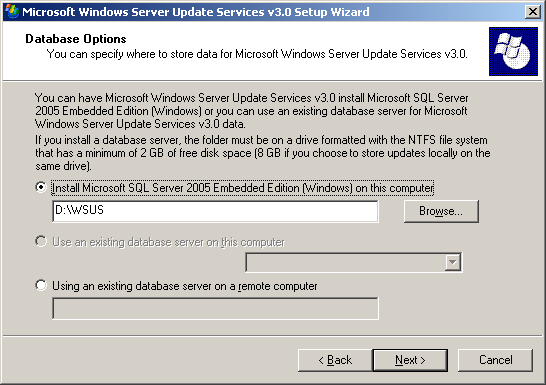 Microsoft Windows Server Update Services v3.0 Setup Wizard
Database Options
You can specify where to store data for Microsoft Windows Server Update Services v3.0.
You can have Microsoft Windows Server Update Services v3.0 install Microsoft SQL Server
2005 Embedded Edition (Windows) or you can use an existing database server for Microsoft
Windows Server Update Services v3.0 data.
If you install a database server, the folder must be on a drive formatted with the NTFS file system
that has a minimum of 2 GB of free disk space (8 GB if you choose to store updates locally on the
same drive).
Install Microsoft SQL Server 2005 Embedded Edition (Windows) on this computer
D:\WSUS
Browse...
Use an existing database server on this computer
Using an existing database server on a remote computer
< Back
Next >
Cancel